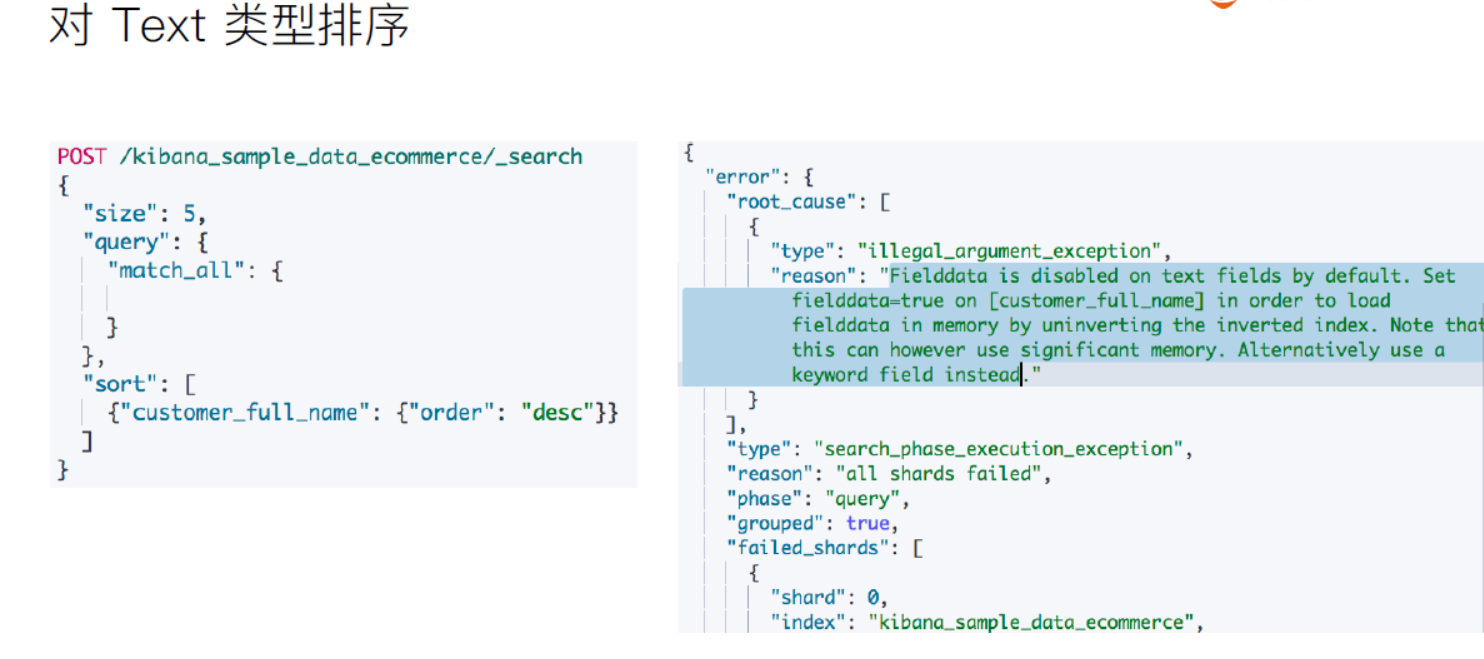 对 Text 类型排序
POST /kibana_sample_data_ecommerce/_search
{
"size": 5,
"query": {
"match_all": {
}
},
"sort": [
{"customer_full_name": {"order": "desc"}}
]
}
{
"error": {
"root_cause": [
{
"type": "illegal_argument_exception",
"reason": "Fielddata is disabled on text fields by default. Set
fielddata=true on [customer_full_name] in order to load
fielddata in memory by uninverting the inverted index. Note that
this can however use significant memory. Alternatively use a
keyword field instead."
}
],
"type": "search_phase_execution_exception",
"reason": "all shards failed",
"phase": "query",
"grouped": true,
"failed_shards": [
{
"shard": 0,
"index": "kibana_sample_data_ecommerce",